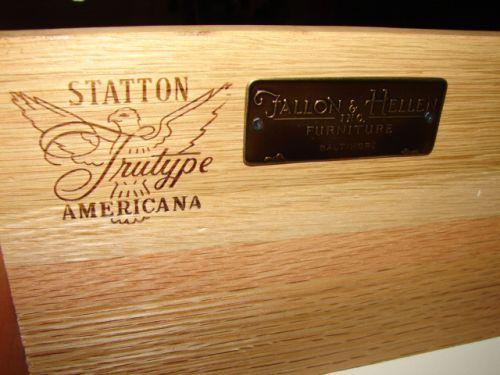 STATTON
Trutype
AMERICANA
FALLON & HELLEN
INC.
FURNITURE
BALTIMORE